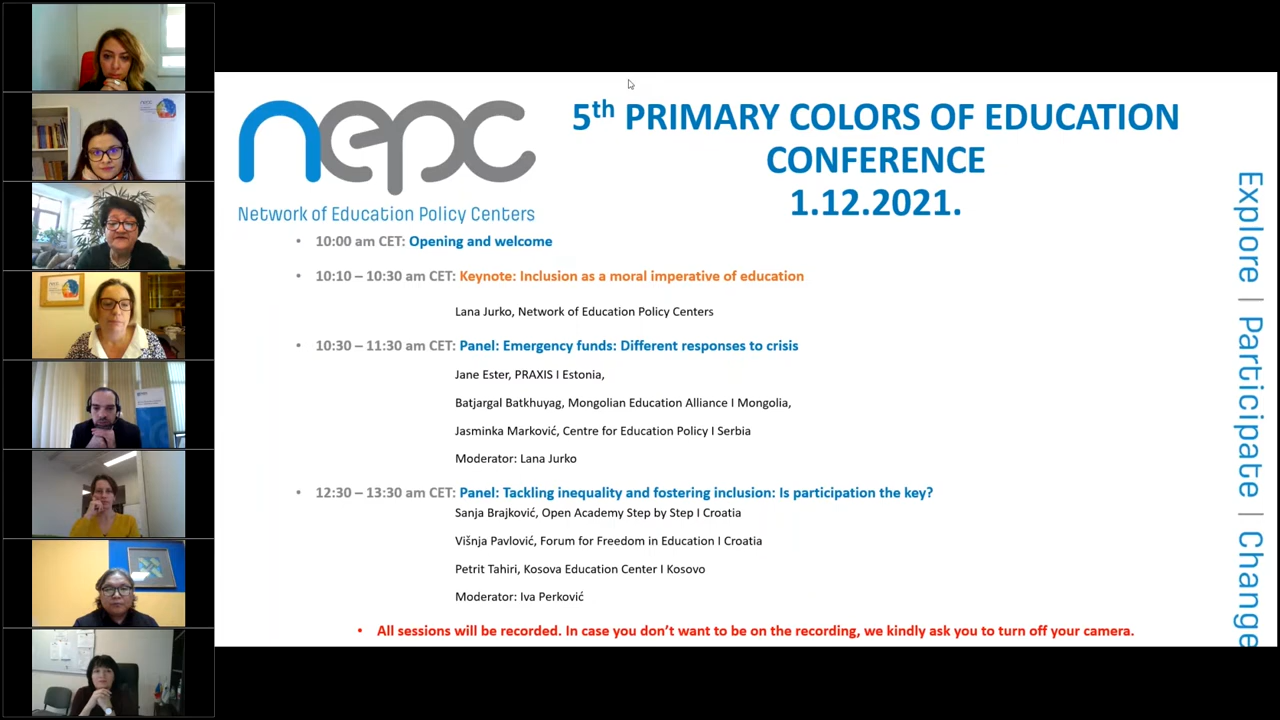 nepc
Network of Education Policy Centers
5th PRIMARY COLORS OF EDUCATION
CONFERENCE
1.12.2021.
• 10:00 am CET: Opening and welcome
• 10:10 – 10:30 am CET: Keynote: Inclusion as a moral imperative of education
Lana Jurko, Network of Education Policy Centers
• 10:30 – 11:30 am CET: Panel: Emergency funds: Different responses to crisis
Jane Ester, PRAXIS I Estonia,
Batjargal Batkhuyag, Mongolian Education Alliance I Mongolia,
Jasminka Marković, Centre for Education Policy I Serbia
Moderator: Lana Jurko
• 12:30 – 13:30 am CET: Panel: Tackling inequality and fostering inclusion: Is participation the key?
Sanja Brajković, Open Academy Step by Step I Croatia
Višnja Pavlović, Forum for Freedom in Education I Croatia
Petrit Tahiri, Kosova Education Center I Kosovo
Moderator: Iva Perković
• All sessions will be recorded. In case you don't want to be on the recording, we kindly ask you to turn off your camera.
Explore | Participate | Change